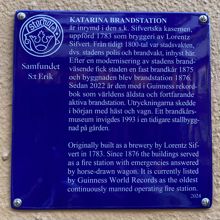 KATARINA BRANDSTATION
är inrymd i den s.k. Sifvertska kasernen,
uppförd 1783 som bryggeri av Lorentz
Sifvert. Från tidigt 1800-tal var stadsvakten,
dvs. stadens polis och brandvakt, inhyst här.
Efter en modernisering av stadens brand-
väsende fick staden en fast brandkår 1875
och byggnaden blev brandstation 1876.
Sedan 2022 är den med i Guinness rekord-
bok som världens äldsta och fortfarande
aktiva brandstation. Utryckningarna skedde
i början med häst och vagn. Ett brandkårs-
museum invigdes 1993 i en tidigare stallbygg-
nad på gården.
Originally built as a brewery by Lorentz Sif-
vert in 1783. Since 1876 the buildings served
as a fire station with emergencies answered
by horse-drawn wagon. It is currently listed
by Guinness World Records as the oldest
continuously manned operating fire station.
2024
Samfundet
S:t Erik